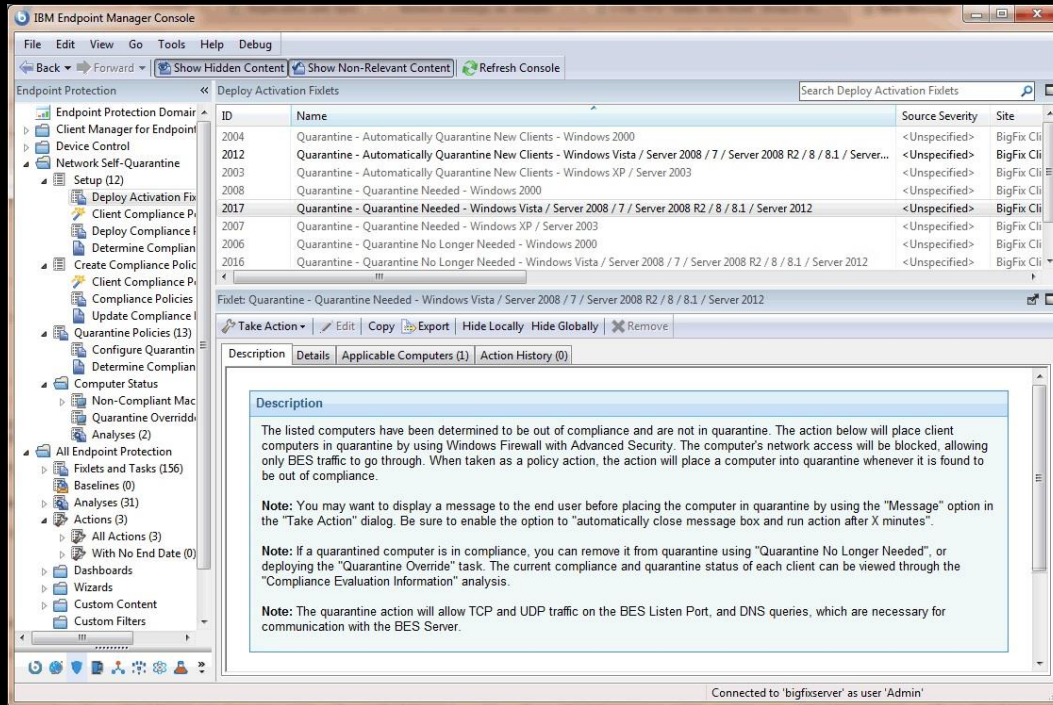 IBM Endpoint Manager Console
File Edit View Go Tools Help Debug
Back Forward Show Hidden Content Show Non-Relevant Content Refresh Console
Endpoint Protection « Deploy Activation Fixlets Search Deploy Activation Fixlets
Endpoint Protection Domain
Client Manager for Endpoint
Device Control
Network Self-Quarantine
Setup (12)
Deploy Activation Fix
Client Compliance P
Deploy Compliance
Determine Complian
Create Compliance Polic
Client Compliance P
Compliance Policies
Update Compliance
Quarantine Policies (13)
Configure Quarantin
Determine Complian
Computer Status
Non-Compliant Mac
Quarantine Overridd
Analyses (2)
All Endpoint Protection
Fixlets and Tasks (156)
Baselines (0)
Analyses (31)
Actions (3)
All Actions (3)
With No End Date (0)
Dashboards
Wizards
Custom Content
Custom Filters
ID Name Source Severity Site
2004 Quarantine - Automatically Quarantine New Clients - Windows 2000 <Unspecified> BigFix Cli
2012 Quarantine - Automatically Quarantine New Clients - Windows Vista / Server 2008 / 7 / Server 2008 R2 / 8 / 8.1 / Server... <Unspecified> BigFix Cli
2003 Quarantine - Automatically Quarantine New Clients - Windows XP / Server 2003 <Unspecified> BigFix Cli
2008 Quarantine - Quarantine Needed - Windows 2000 <Unspecified> BigFix Cli
2017 Quarantine - Quarantine Needed - Windows Vista / Server 2008 / 7 / Server 2008 R2 / 8 / 8.1 / Server 2012 <Unspecified> BigFix Cli
2007 Quarantine - Quarantine Needed - Windows XP / Server 2003 <Unspecified> BigFix Cli
2006 Quarantine - Quarantine No Longer Needed - Windows 2000 <Unspecified> BigFix Cli
2016 Quarantine - Quarantine No Longer Needed - Windows Vista / Server 2008 / 7 / Server 2008 R2 / 8 / 8.1 / Server 2012 <Unspecified> BigFix Cli
Fixlet: Quarantine - Quarantine Needed - Windows Vista / Server 2008 / 7 / Server 2008 R2 / 8 / 8.1 / Server 2012
Take Action Edit Copy Export Hide Locally Hide Globally Remove
Description Details Applicable Computers (1) Action History (0)
Description
The listed computers have been determined to be out of compliance and are not in quarantine. The action below will place client
computers in quarantine by using Windows Firewall with Advanced Security. The computer's network access will be blocked, allowing
only BES traffic to go through. When taken as a policy action, the action will place a computer into quarantine whenever it is found to
be out of compliance.
Note: You may want to display a message to the end user before placing the computer in quarantine by using the "Message" option in
the "Take Action" dialog. Be sure to enable the option to "automatically close message box and run action after X minutes".
Note: If a quarantined computer is in compliance, you can remove it from quarantine using "Quarantine No Longer Needed", or
deploying the "Quarantine Override" task. The current compliance and quarantine status of each client can be viewed through the
"Compliance Evaluation Information" analysis.
Note: The quarantine action will allow TCP and UDP traffic on the BES Listen Port, and DNS queries, which are necessary for
communication with the BES Server.
Connected to 'bigfixserver' as user 'Admin'